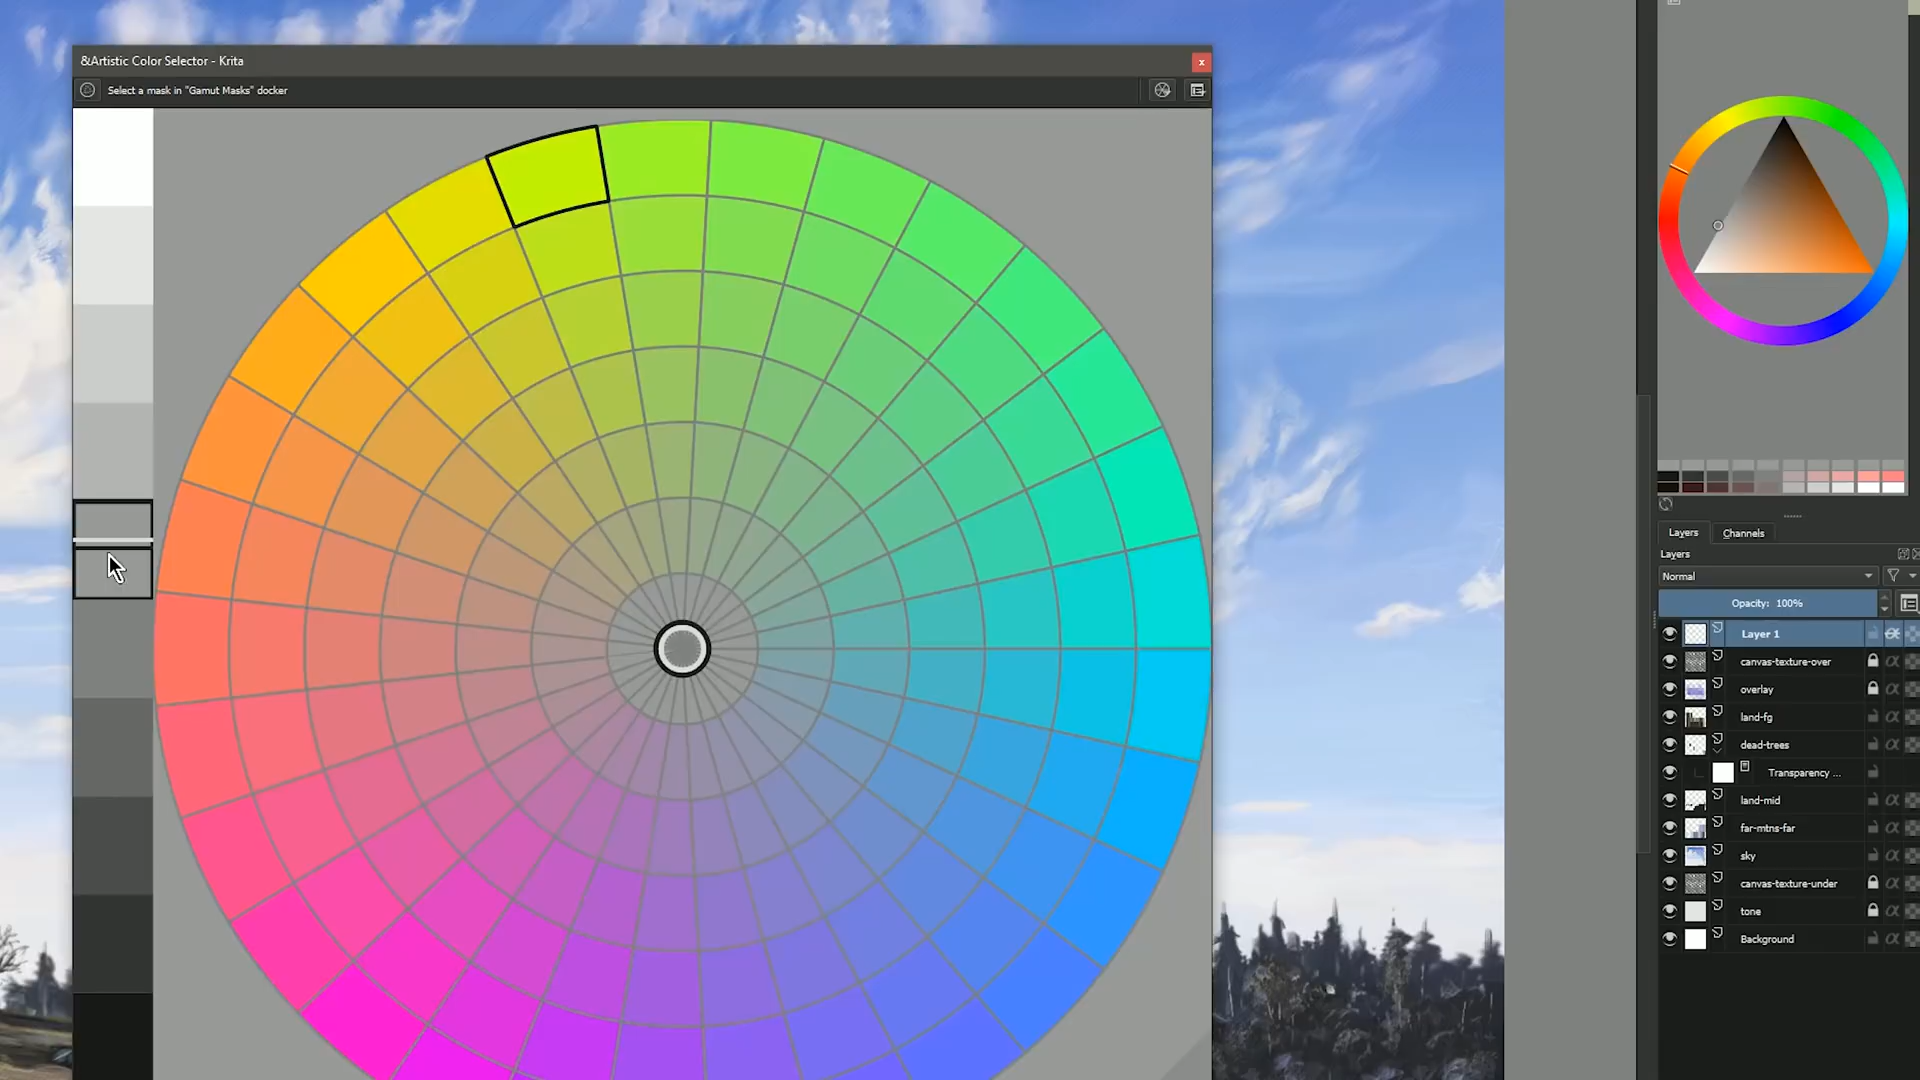 &Artistic Color Selector - Krita
x
Select a mask in "Gamut Masks" docker
Layers
Channels
Layers
Normal
Opacity: 100%
Layer 1
canvas-texture-over
overlay
land-fg
dead-trees
Transparency ...
land-mid
far-mtns-far
sky
canvas-texture-under
tone
Background